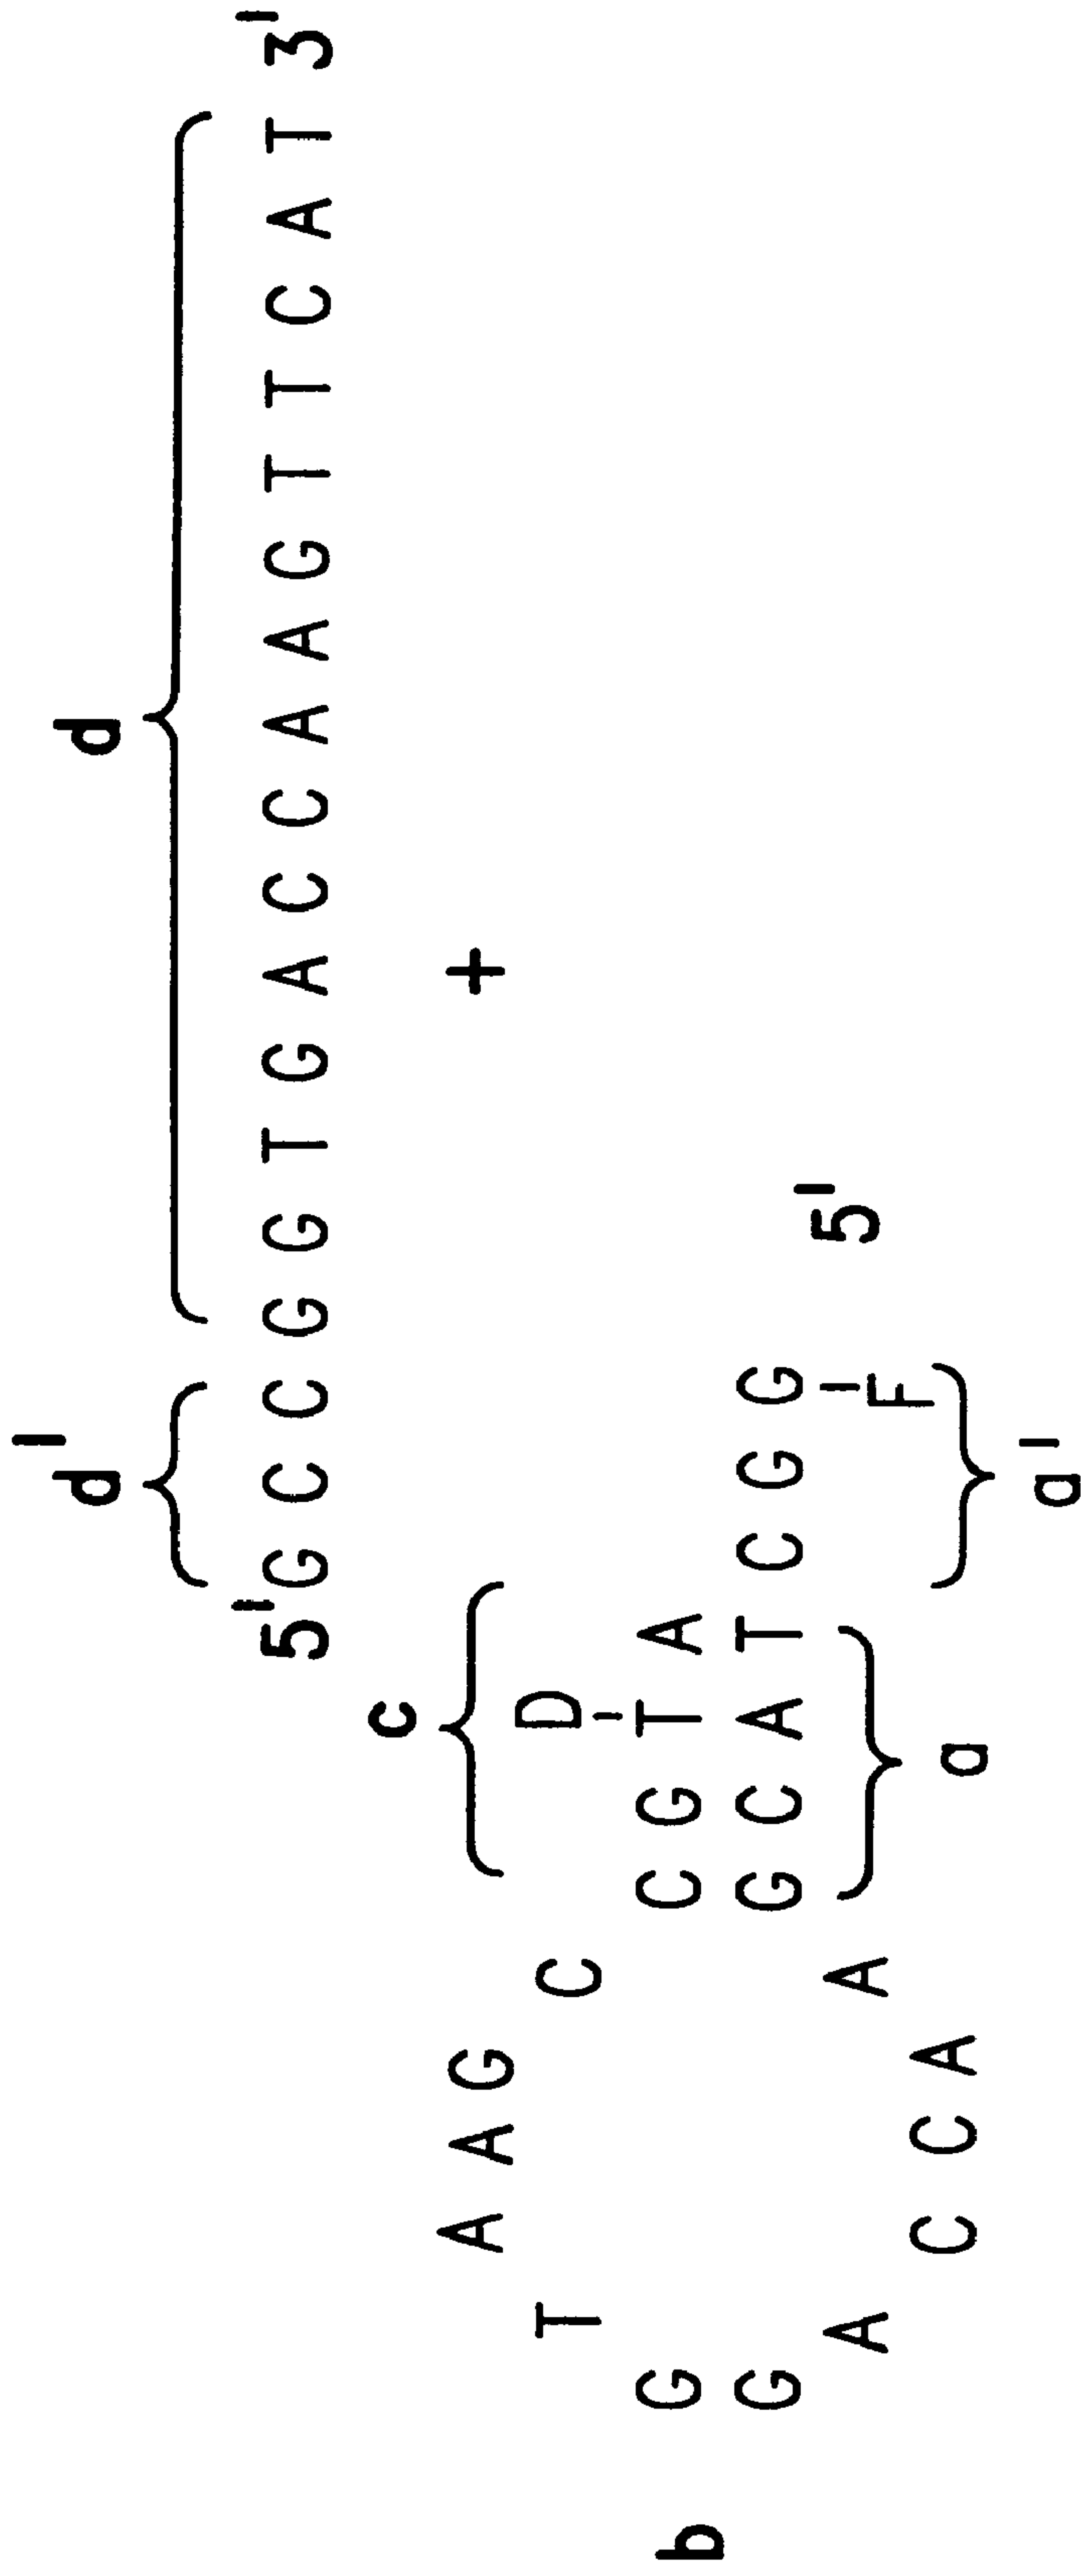 d' d
5' G C C G G T G A C C A A G T T C A T 3'
c
A A G +
T C D
b G C G T A
G G C A T C G G
A A 5'
F
C C A a
a'